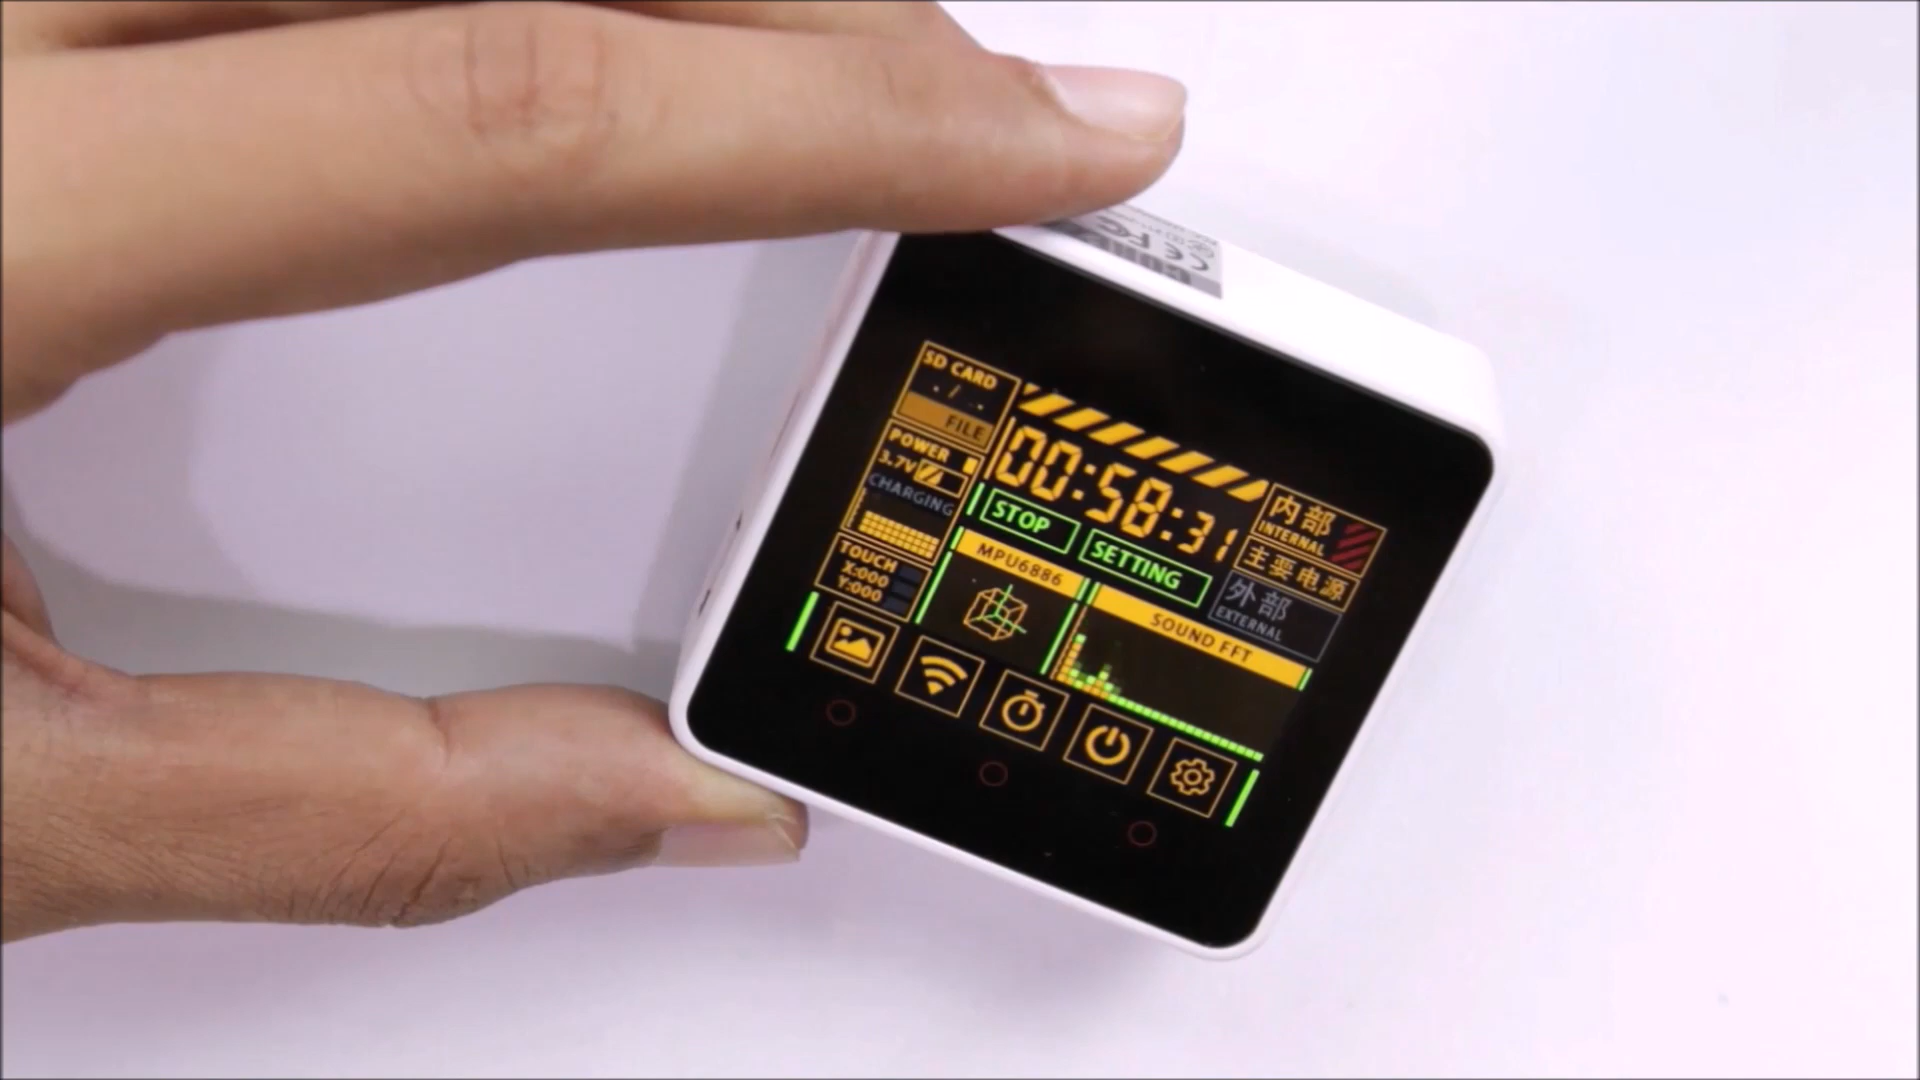 SD CARD
FILE
POWER
3.7V
CHARGING
TOUCH
X:000
Y:000
00:58:31
STOP
SETTING
MPU6886
SOUND FFT
内部
INTERNAL
主要电源
外部
EXTERNAL